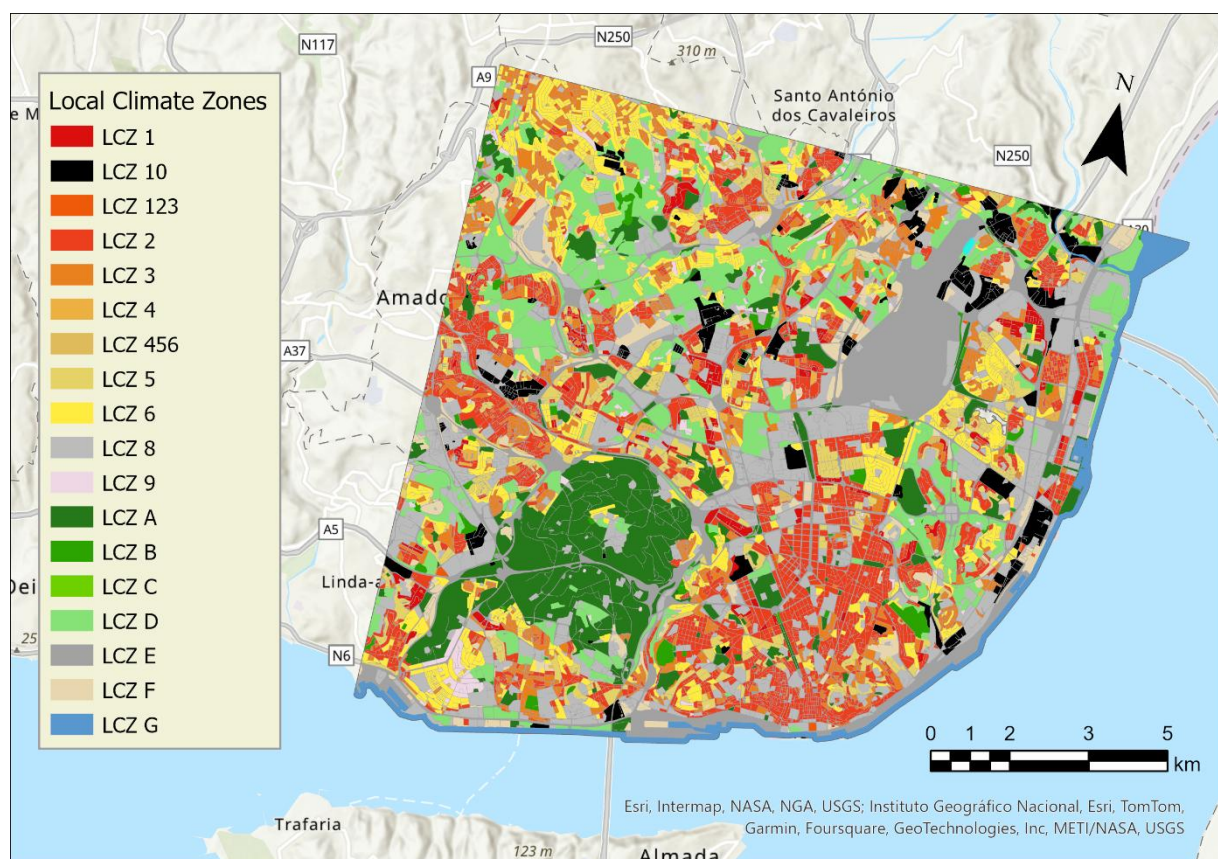 N117
N250
310 m
A9
Santo António
dos Cavaleiros
N
N250
Local Climate Zones
LCZ 1
LCZ 10
LCZ 123
LCZ 2
LCZ 3
LCZ 4
LCZ 456
LCZ 5
LCZ 6
LCZ 8
LCZ 9
LCZ A
LCZ B
LCZ C
LCZ D
LCZ E
LCZ F
LCZ G
e M
Amado
A37
A5
Linda-a
Dei
25
N6
0 1 2 3 5
km
Esri, Intermap, NASA, NGA, USGS; Instituto Geográfico Nacional, Esri, TomTom,
Garmin, Foursquare, GeoTechnologies, Inc, METI/NASA, USGS
Trafaria
123 m
Almada